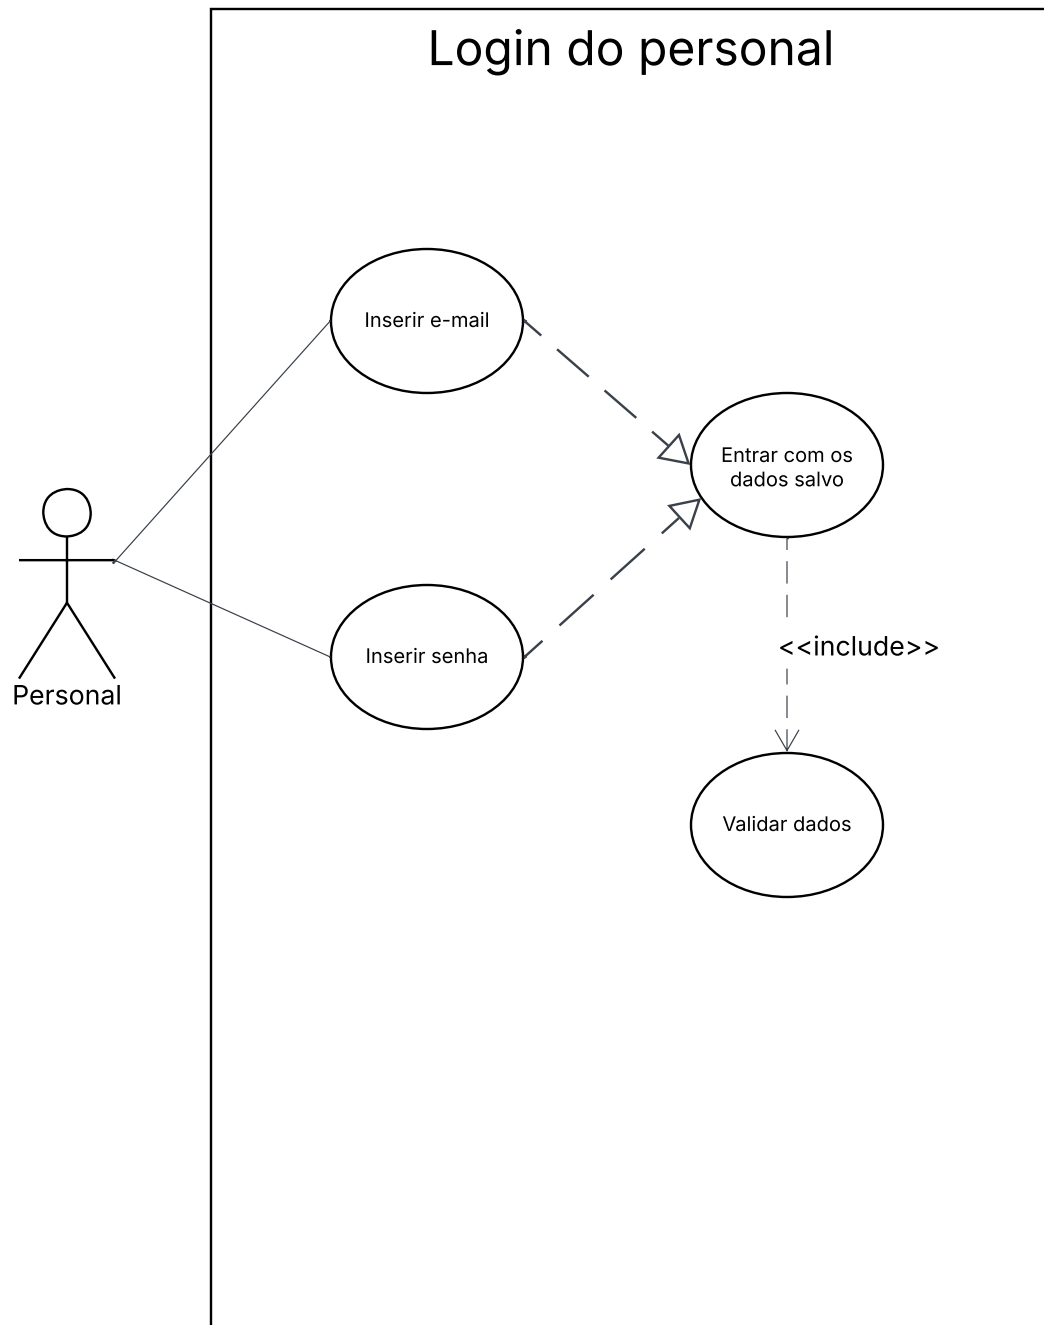 Login do personal
Inserir e-mail
Entrar com os
dados salvo
Inserir senha
<<include>>
Personal
Validar dados